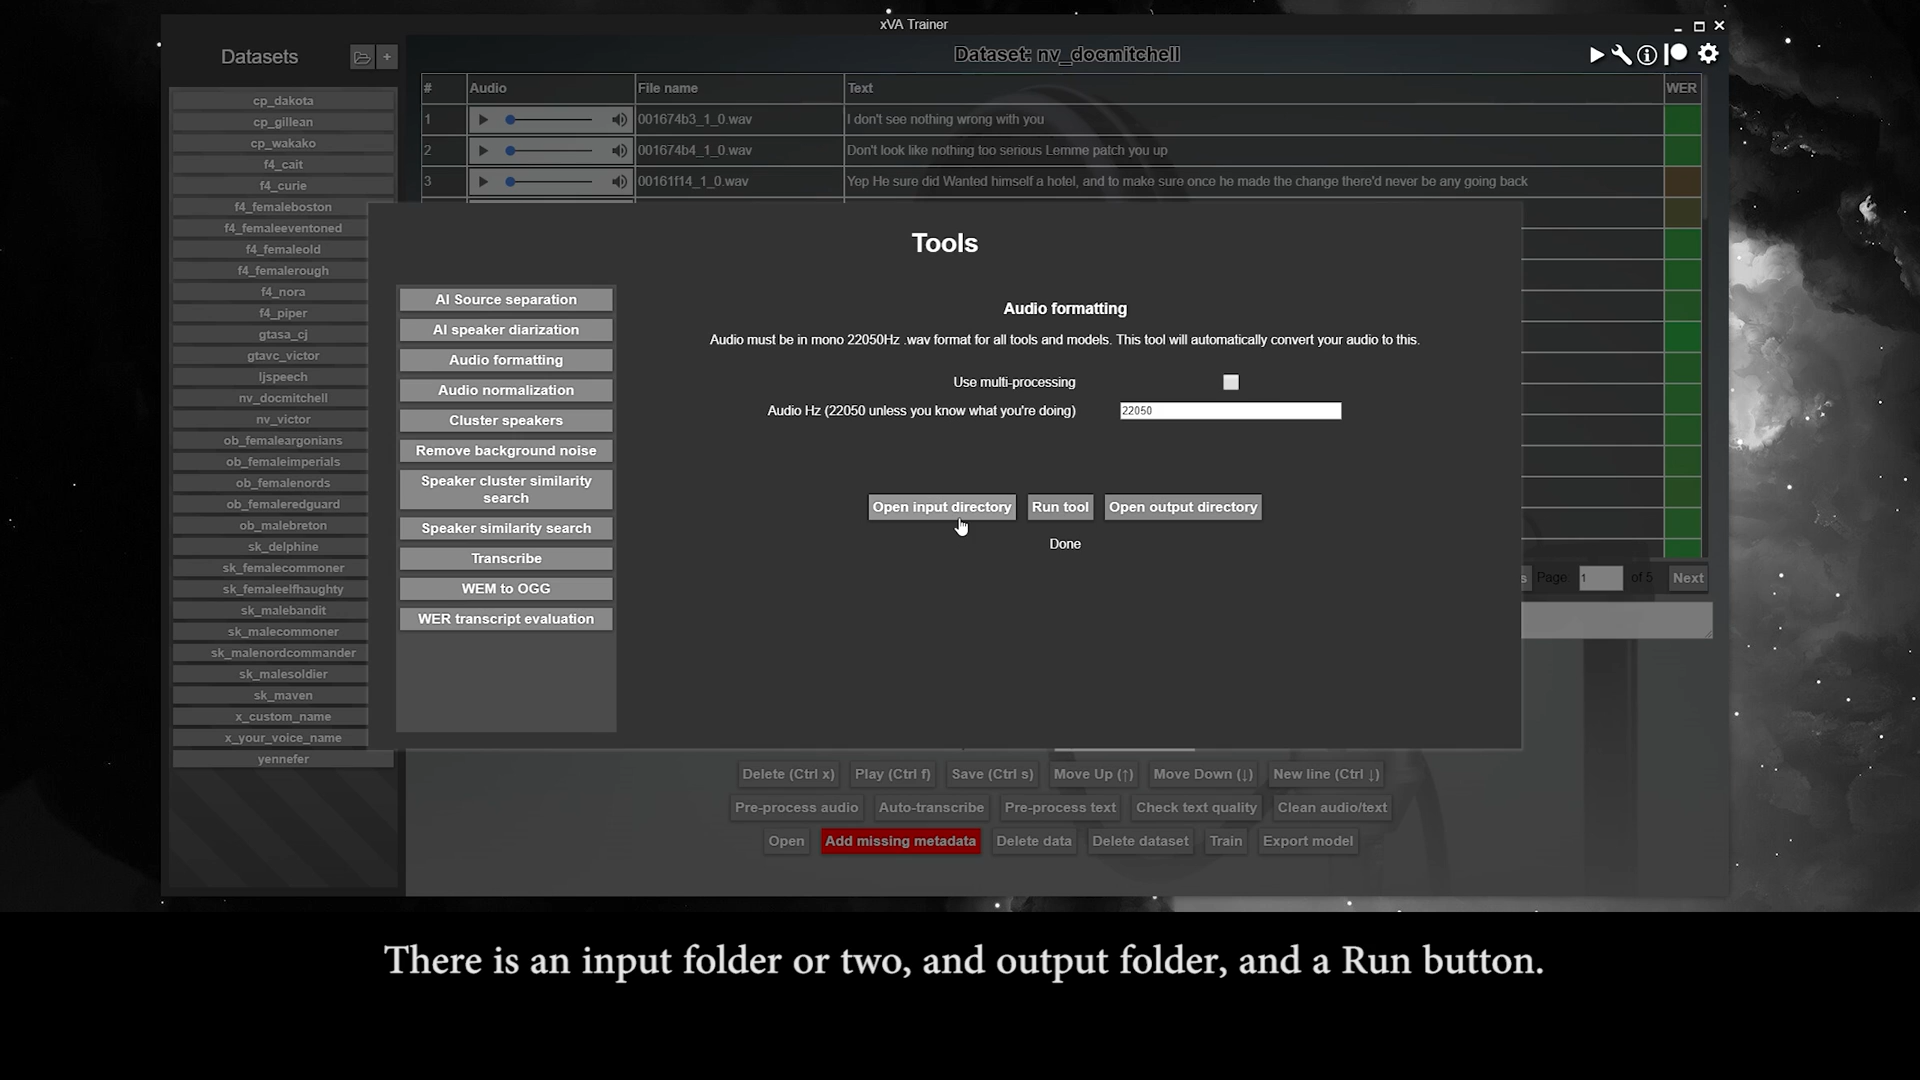 xVA Trainer
Datasets
+
Dataset: nv_docmitchell
cp_dakota
cp_gillean
cp_wakako
f4_cait
f4_curie
f4_femaleboston
f4_femaleeventoned
f4_femaleold
f4_femalerough
f4_nora
f4_piper
gtasa_cj
gtavc_victor
ljspeech
nv_docmitchell
nv_victor
ob_femaleargonians
ob_femaleimperials
ob_femalenords
ob_femaleredguard
ob_malebreton
sk_delphine
sk_femalecommoner
sk_femaleelfhaughty
sk_malebandit
sk_malecommoner
sk_malenordcommander
sk_malesoldier
sk_maven
x_custom_name
x_your_voice_name
yennefer
# Audio File name Text WER
1 001674b3_1_0.wav I don't see nothing wrong with you
2 001674b4_1_0.wav Don't look like nothing too serious Lemme patch you up
3 00161f14_1_0.wav Yep He sure did Wanted himself a hotel, and to make sure once he made the change there'd never be any going back
Tools
AI Source separation
AI speaker diarization
Audio formatting
Audio normalization
Cluster speakers
Remove background noise
Speaker cluster similarity
search
Speaker similarity search
Transcribe
WEM to OGG
WER transcript evaluation
Audio formatting
Audio must be in mono 22050Hz .wav format for all tools and models. This tool will automatically convert your audio to this.
Use multi-processing
Audio Hz (22050 unless you know what you're doing) 22050
Open input directory Run tool Open output directory
Done
s Page: 1 of 5 Next
Delete (Ctrl x) Play (Ctrl f) Save (Ctrl s) Move Up (↑) Move Down (↓) New line (Ctrl ↓)
Pre-process audio Auto-transcribe Pre-process text Check text quality Clean audio/text
Open Add missing metadata Delete data Delete dataset Train Export model
There is an input folder or two, and output folder, and a Run button.